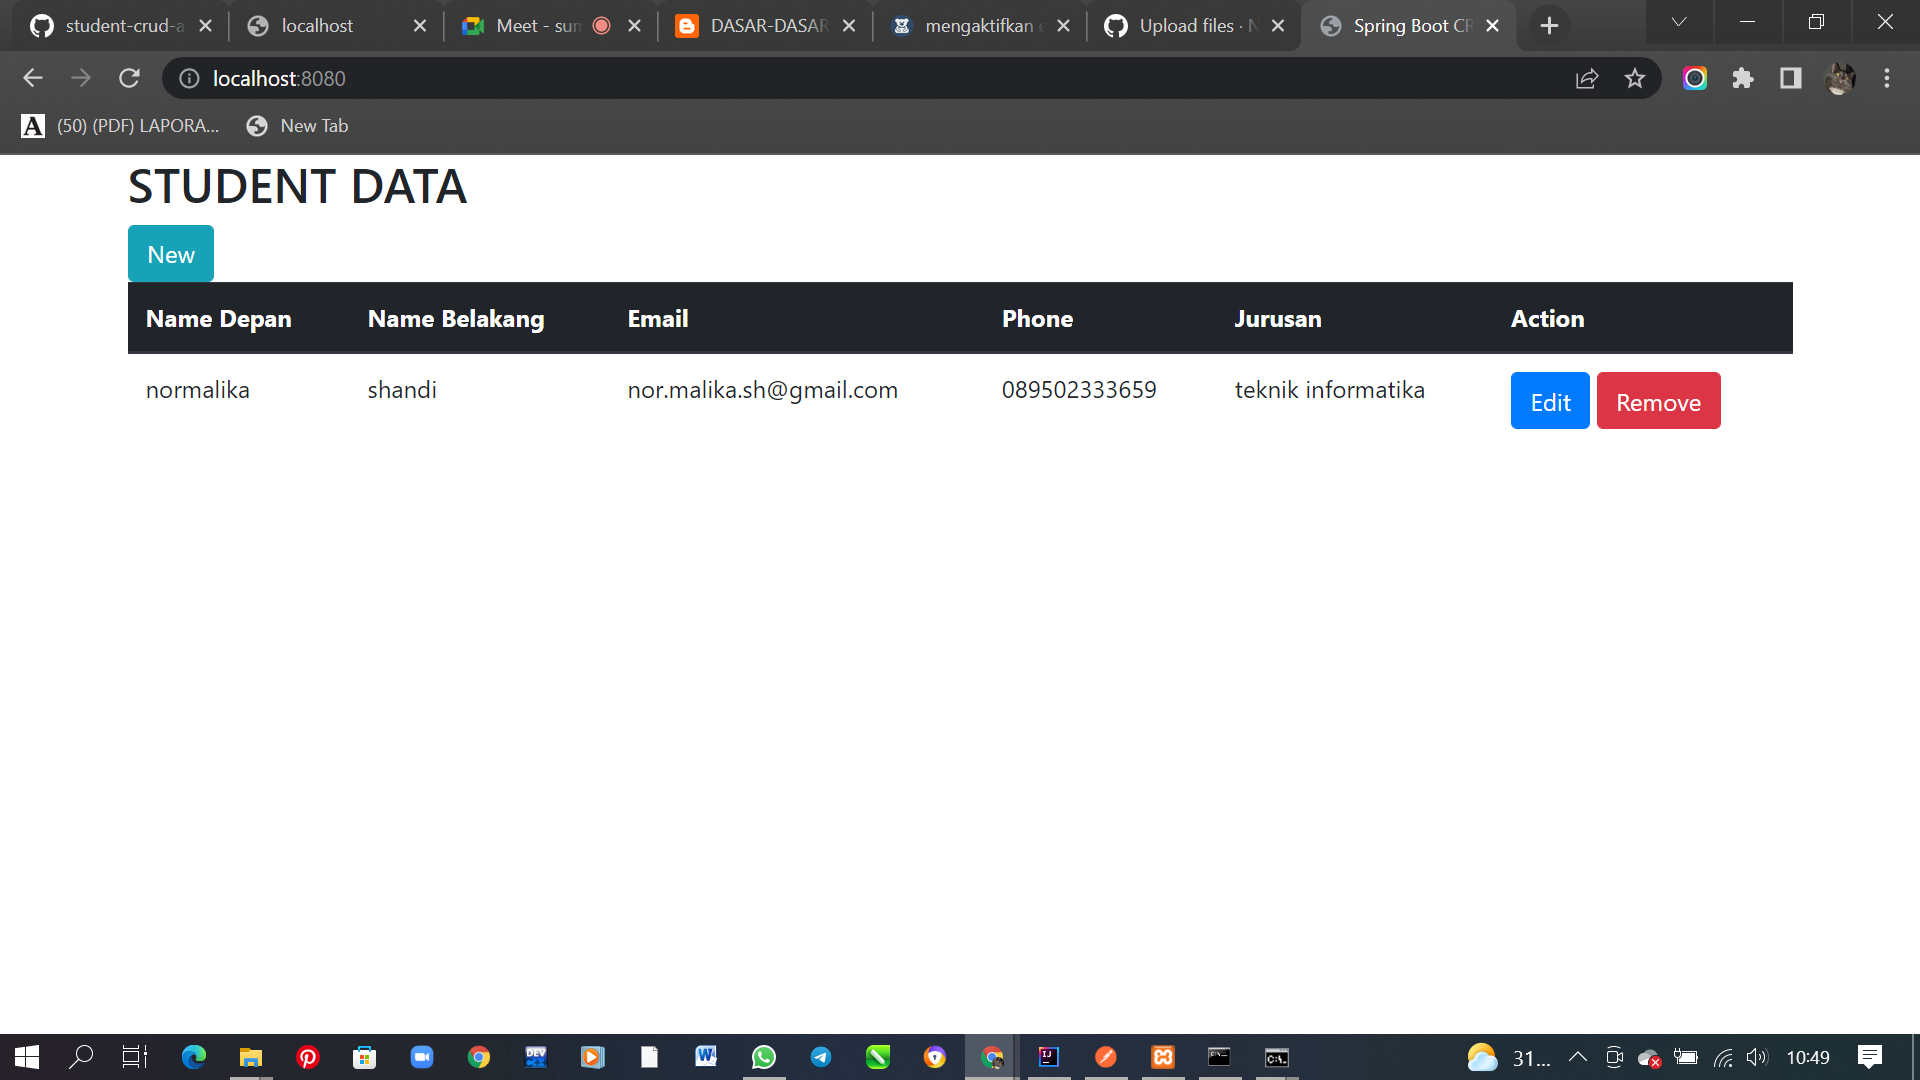 student-crud-a
localhost
Meet - sun
DASAR-DASAR
mengaktifkan e
Upload files · N
Spring Boot CR
localhost:8080
A (50) (PDF) LAPORA...
New Tab
STUDENT DATA
New
Name Depan Name Belakang Email Phone Jurusan Action
normalika shandi nor.malika.sh@gmail.com 089502333659 teknik informatika Edit Remove
DEV
W
IJ
C:\.
31...
10:49